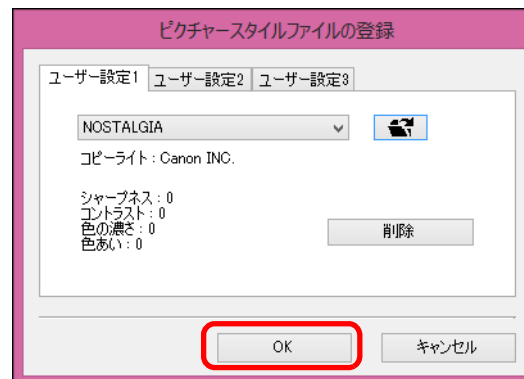 ピクチャースタイルファイルの登録
ユーザー設定1 ユーザー設定2 ユーザー設定3
NOSTALGIA
コピーライト : Canon INC.
シャープネス : 0
コントラスト : 0
色の濃さ : 0
色あい : 0
削除
OK キャンセル